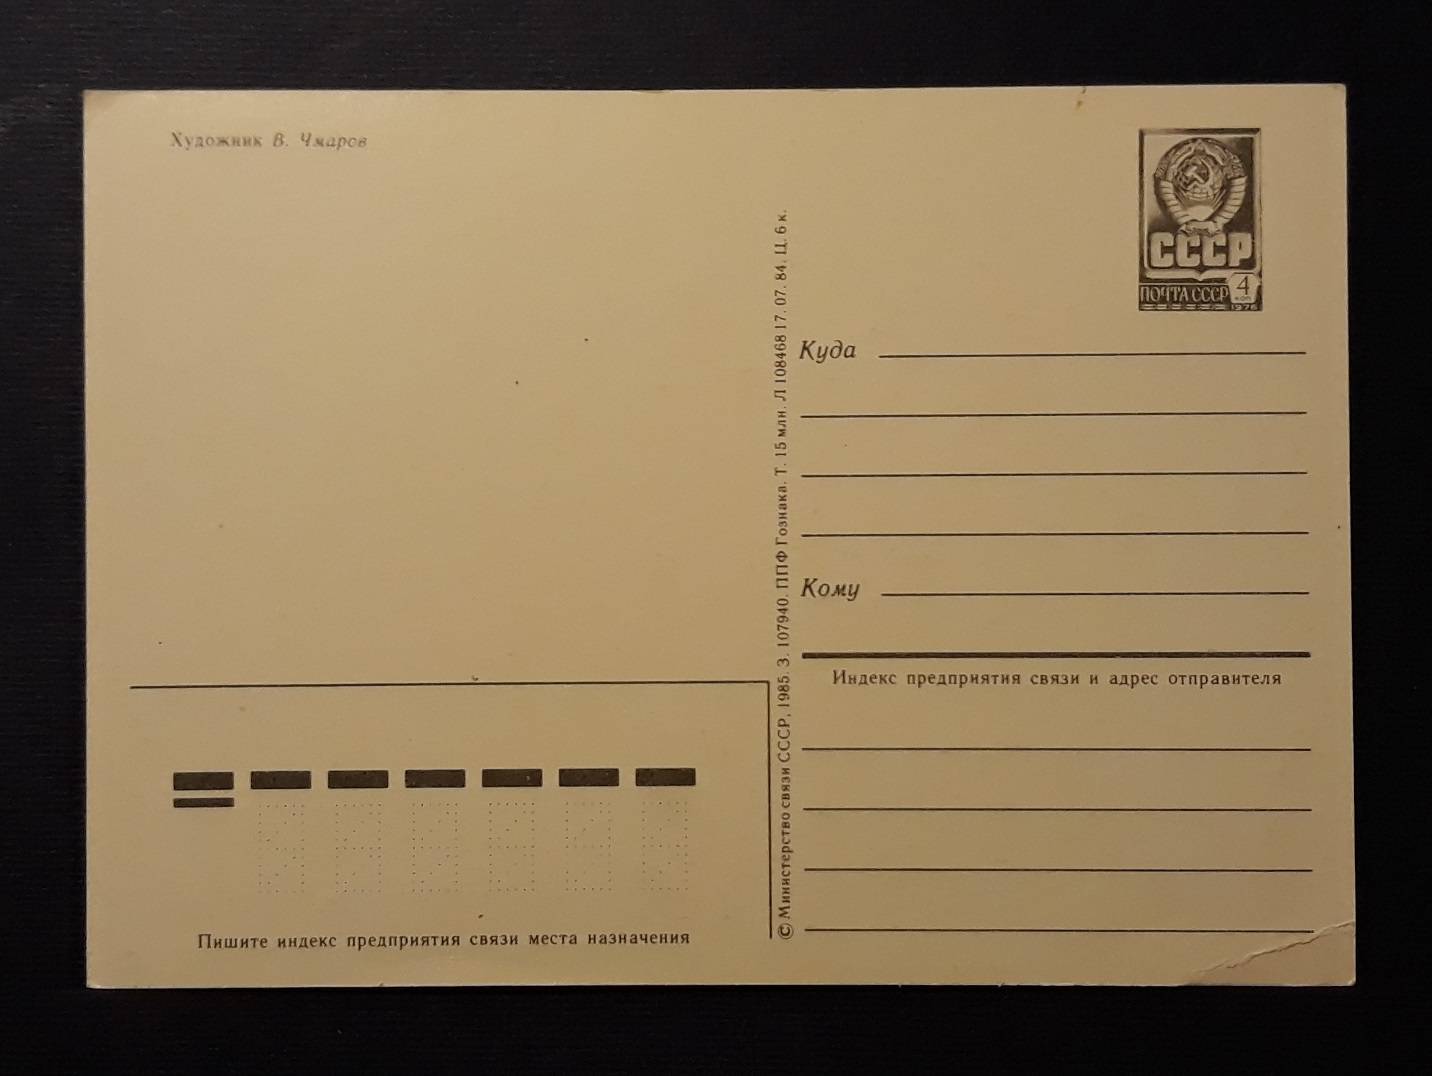 Художник В. Чмаров
СССР
ПОЧТА СССР
4
коп
1976
Куда
Кому
Индекс предприятия связи и адрес отправителя
© Министерство связи СССР, 1985. З. 107940. ППФ Гознака. Т. 15 млн. Л 108468 17. 07. 84. Ц. 6 к.
Пишите индекс предприятия связи места назначения